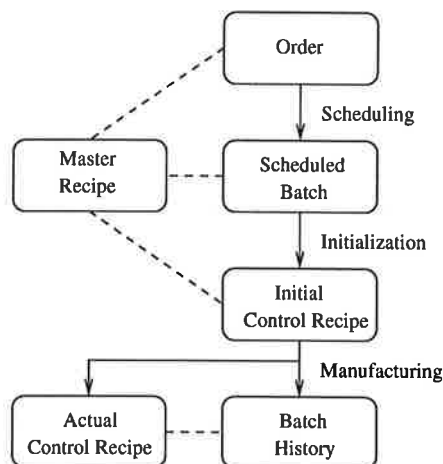 Order
Scheduling
Master
Recipe
Scheduled
Batch
Initialization
Initial
Control Recipe
Manufacturing
Actual
Control Recipe
Batch
History